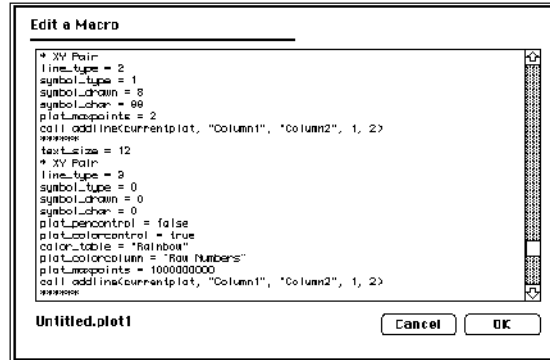 Edit a Macro
* XY Pair
line_type = 2
symbol_type = 1
symbol_drawn = 8
symbol_char = 00
plot_maxpoints = 2
call addline(currentplot, "Column1", "Column2", 1, 2)
*******
text_size = 12
* XY Pair
line_type = 3
symbol_type = 0
symbol_drawn = 0
symbol_char = 0
plot_pencontrol = false
plot_colorcontrol = true
color_table = "Rainbow"
plot_colorcolumn = "Row Numbers"
plot_maxpoints = 1000000000
call addline(currentplot, "Column1", "Column2", 1, 2)
*******
Untitled.plot1
Cancel
OK